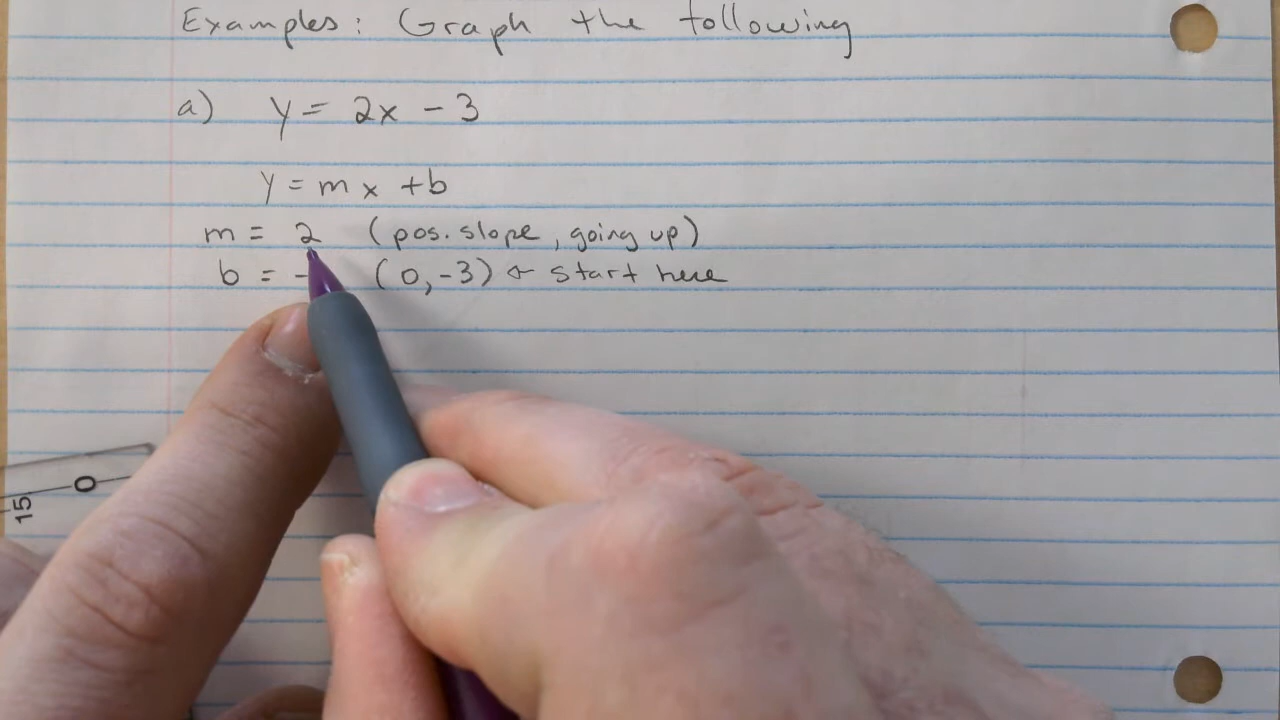 Examples: Graph the following
a) y = 2x - 3
y = mx + b
m = 2 (pos. slope, going up)
b = - (0,-3) ← start here
0
15